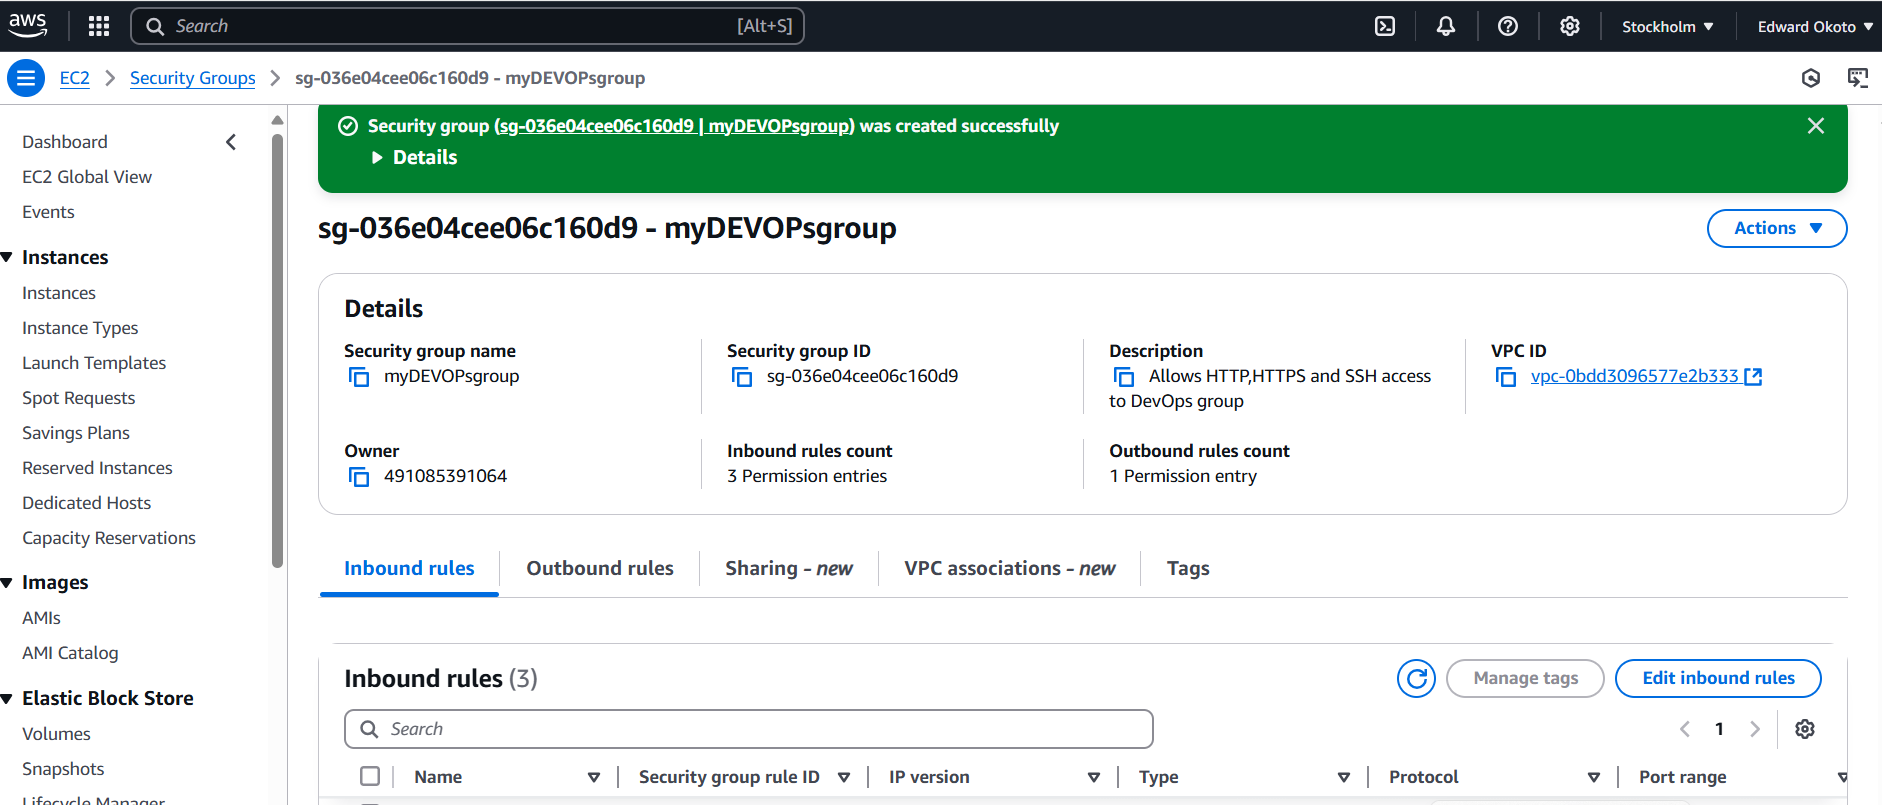 aws
Search [Alt+S]
Stockholm
Edward Okoto
EC2
Security Groups
sg-036e04cee06c160d9 - myDEVOPsgroup
Dashboard
EC2 Global View
Events
Instances
Instances
Instance Types
Launch Templates
Spot Requests
Savings Plans
Reserved Instances
Dedicated Hosts
Capacity Reservations
Images
AMIs
AMI Catalog
Elastic Block Store
Volumes
Snapshots
Lifecycle Manager
Security group (sg-036e04cee06c160d9 | myDEVOPsgroup) was created successfully
Details
sg-036e04cee06c160d9 - myDEVOPsgroup
Actions
Details
Security group name
myDEVOPsgroup
Security group ID
sg-036e04cee06c160d9
Description
Allows HTTP,HTTPS and SSH access
to DevOps group
VPC ID
vpc-0bdd3096577e2b333
Owner
491085391064
Inbound rules count
3 Permission entries
Outbound rules count
1 Permission entry
Inbound rules
Outbound rules
Sharing - new
VPC associations - new
Tags
Inbound rules (3)
Manage tags
Edit inbound rules
Search
1
Name
Security group rule ID
IP version
Type
Protocol
Port range